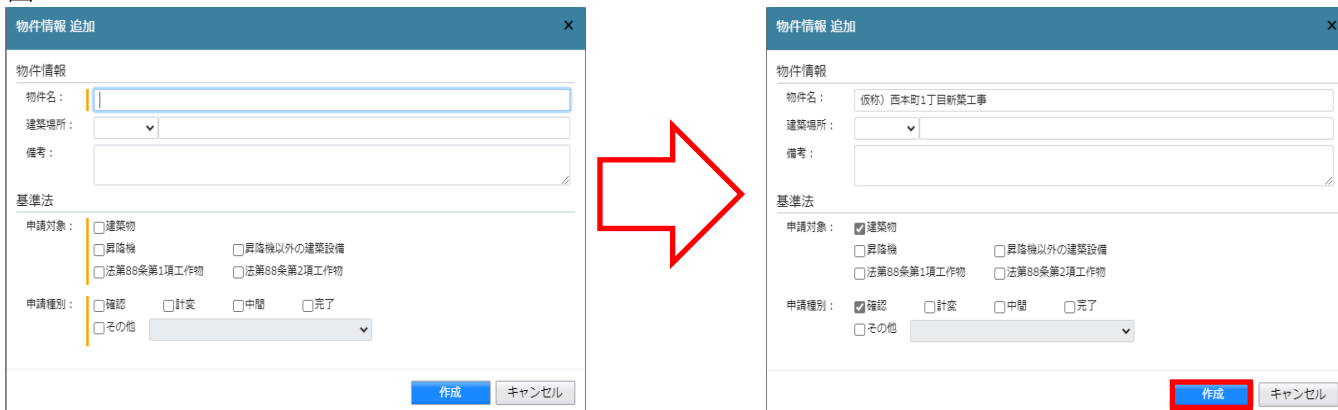 物件情報 追加 ×
物件情報
物件名：
建築場所：
備考：
基準法
申請対象： 建築物
昇降機 昇降機以外の建築設備
法第88条第1項工作物 法第88条第2項工作物
申請種別： 確認 計変 中間 完了
その他
作成 キャンセル
物件情報 追加 ×
物件情報
物件名： 仮称）西本町1丁目新築工事
建築場所：
備考：
基準法
申請対象： 建築物
昇降機 昇降機以外の建築設備
法第88条第1項工作物 法第88条第2項工作物
申請種別： 確認 計変 中間 完了
その他
作成 キャンセル